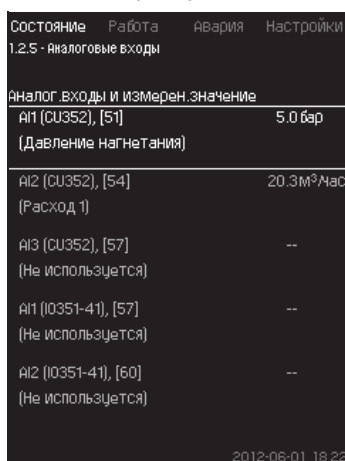 Состояние Работа Авария Настройки
1.2.5 - Аналоговые входы
Аналог.входы и измерен.значение
AI1 (CU352), [51] 5.0 бар
(Давление нагнетания)
AI2 (CU352), [54] 20.3м³/час
(Расход 1)
AI3 (CU352), [57] --
(Не используется)
AI1 (IO351-41), [57] --
(Не используется)
AI2 (IO351-41), [60] --
(Не используется)
2012-06-01 18:22